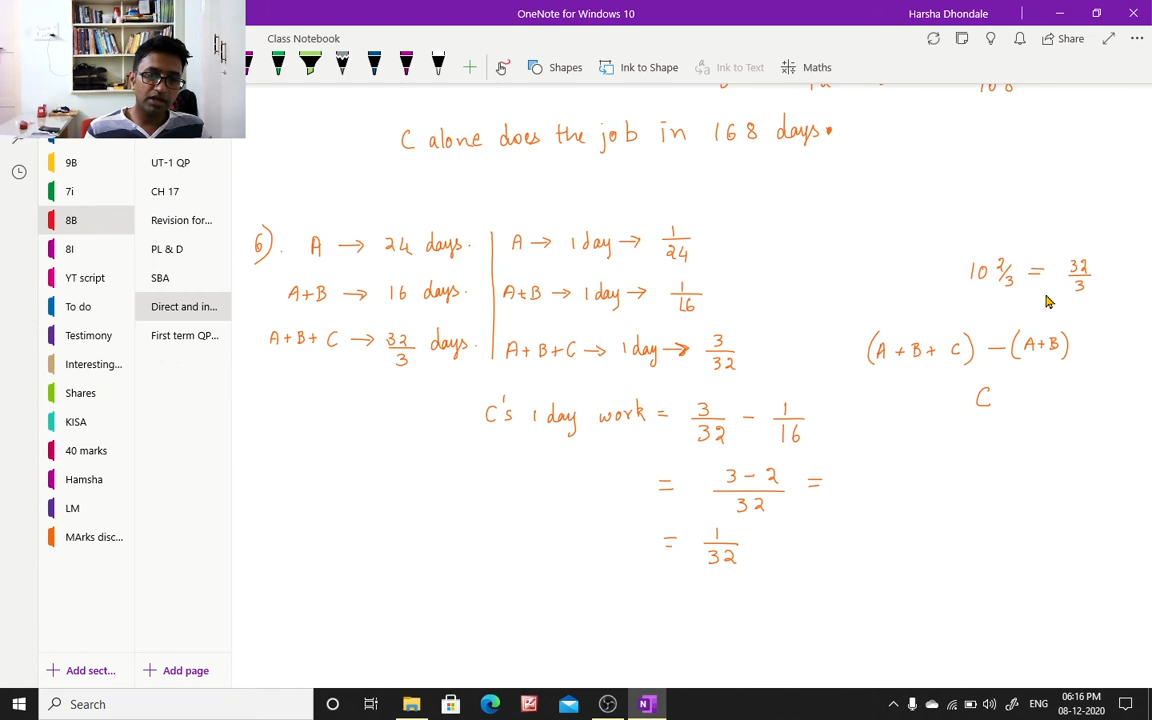 OneNote for Windows 10
Harsha Dhondale
Class Notebook
Share
Shapes
Ink to Shape
Ink to Text
Maths
C alone does the job in 168 days.
9B
UT-1 QP
7i
CH 17
8B
Revision for...
8I
PL & D
YT script
SBA
To do
Direct and in...
Testimony
First term QP...
Interesting...
Shares
KISA
40 marks
Hamsha
LM
MArks disc...
6). A → 24 days. A → 1 day → 1/24
10 2/3 = 32/3
A+B → 16 days. A+B → 1 day → 1/16
A+B+C → 32/3 days. A+B+C → 1 day → 3/32
(A + B + C) - (A+B)
C
C's 1 day work = 3/32 - 1/16
= 3-2/32 =
= 1/32
Add sect...
Add page
Search
ENG
06:16 PM
08-12-2020